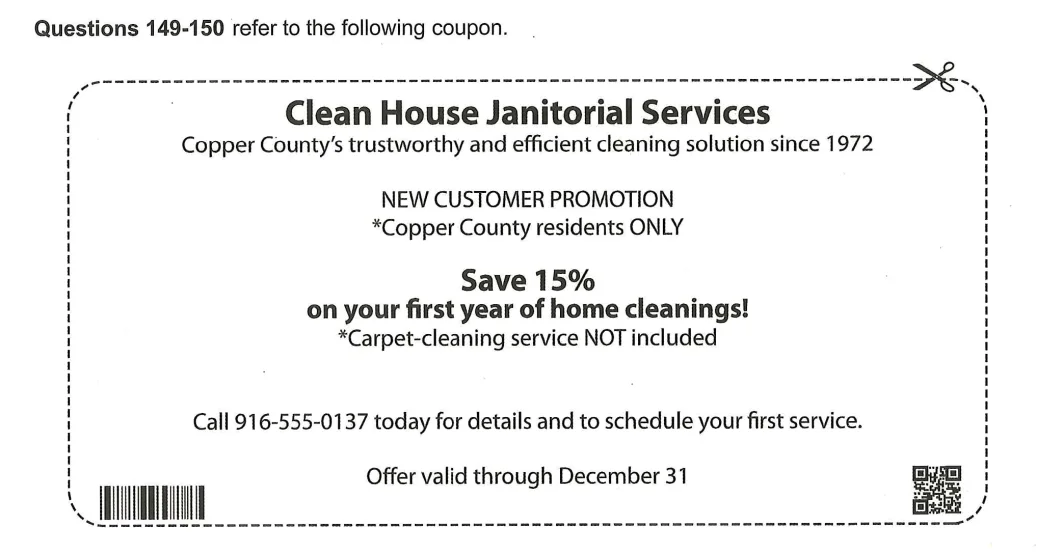 Questions 149-150 refer to the following coupon.
Clean House Janitorial Services
Copper County's trustworthy and efficient cleaning solution since 1972
NEW CUSTOMER PROMOTION
*Copper County residents ONLY
Save 15%
on your first year of home cleanings!
*Carpet-cleaning service NOT included
Call 916-555-0137 today for details and to schedule your first service.
Offer valid through December 31